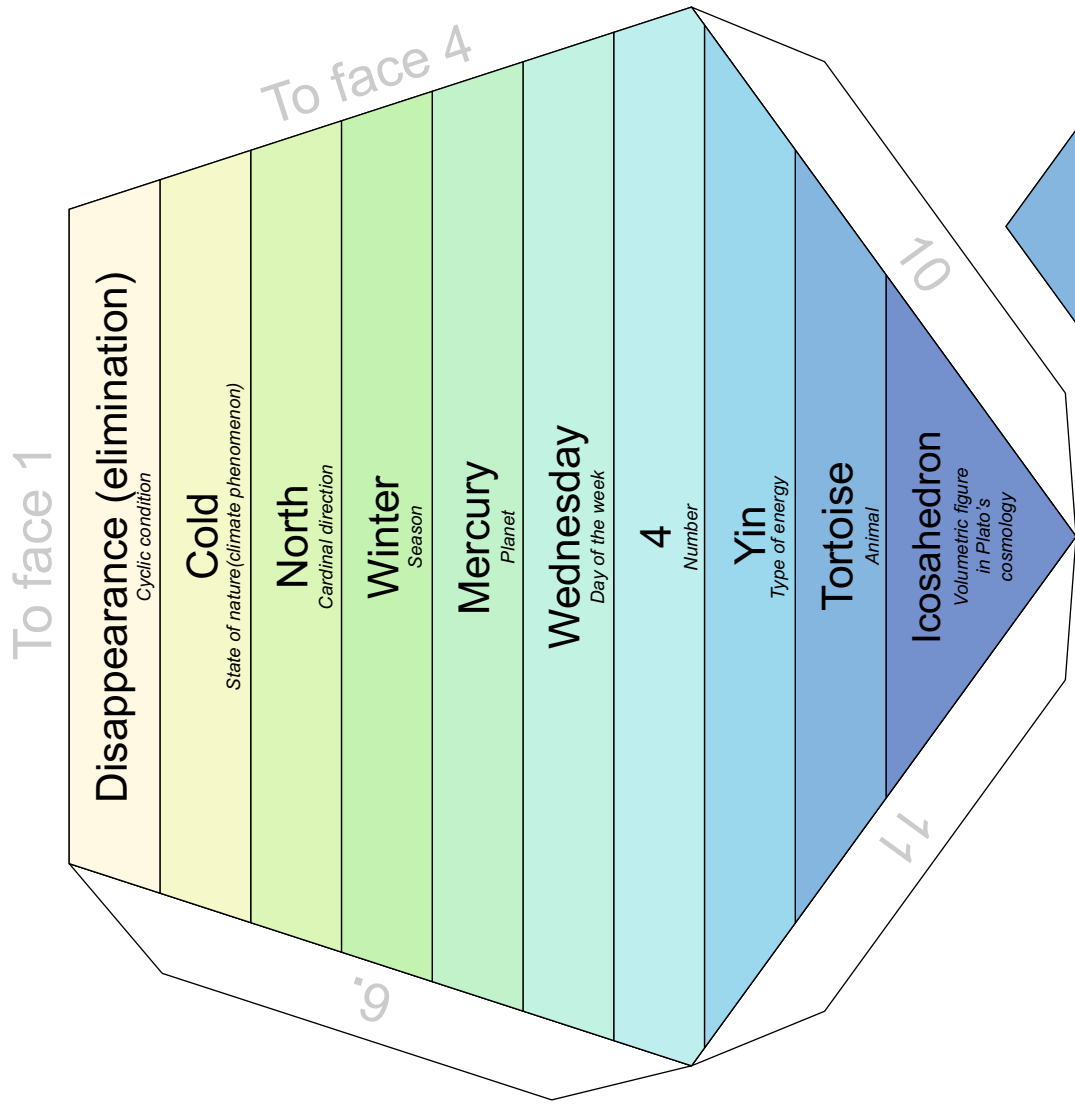 To face 1
To face 4
Disappearance (elimination)
Cyclic condition
Cold
State of nature(climate phenomenon)
North
Cardinal direction
Winter
Season
Mercury
Planet
Wednesday
Day of the week
4
Number
Yin
Type of energy
Tortoise
Animal
Icosahedron
Volumetric figure
in Plato's
cosmology
9.
10
11